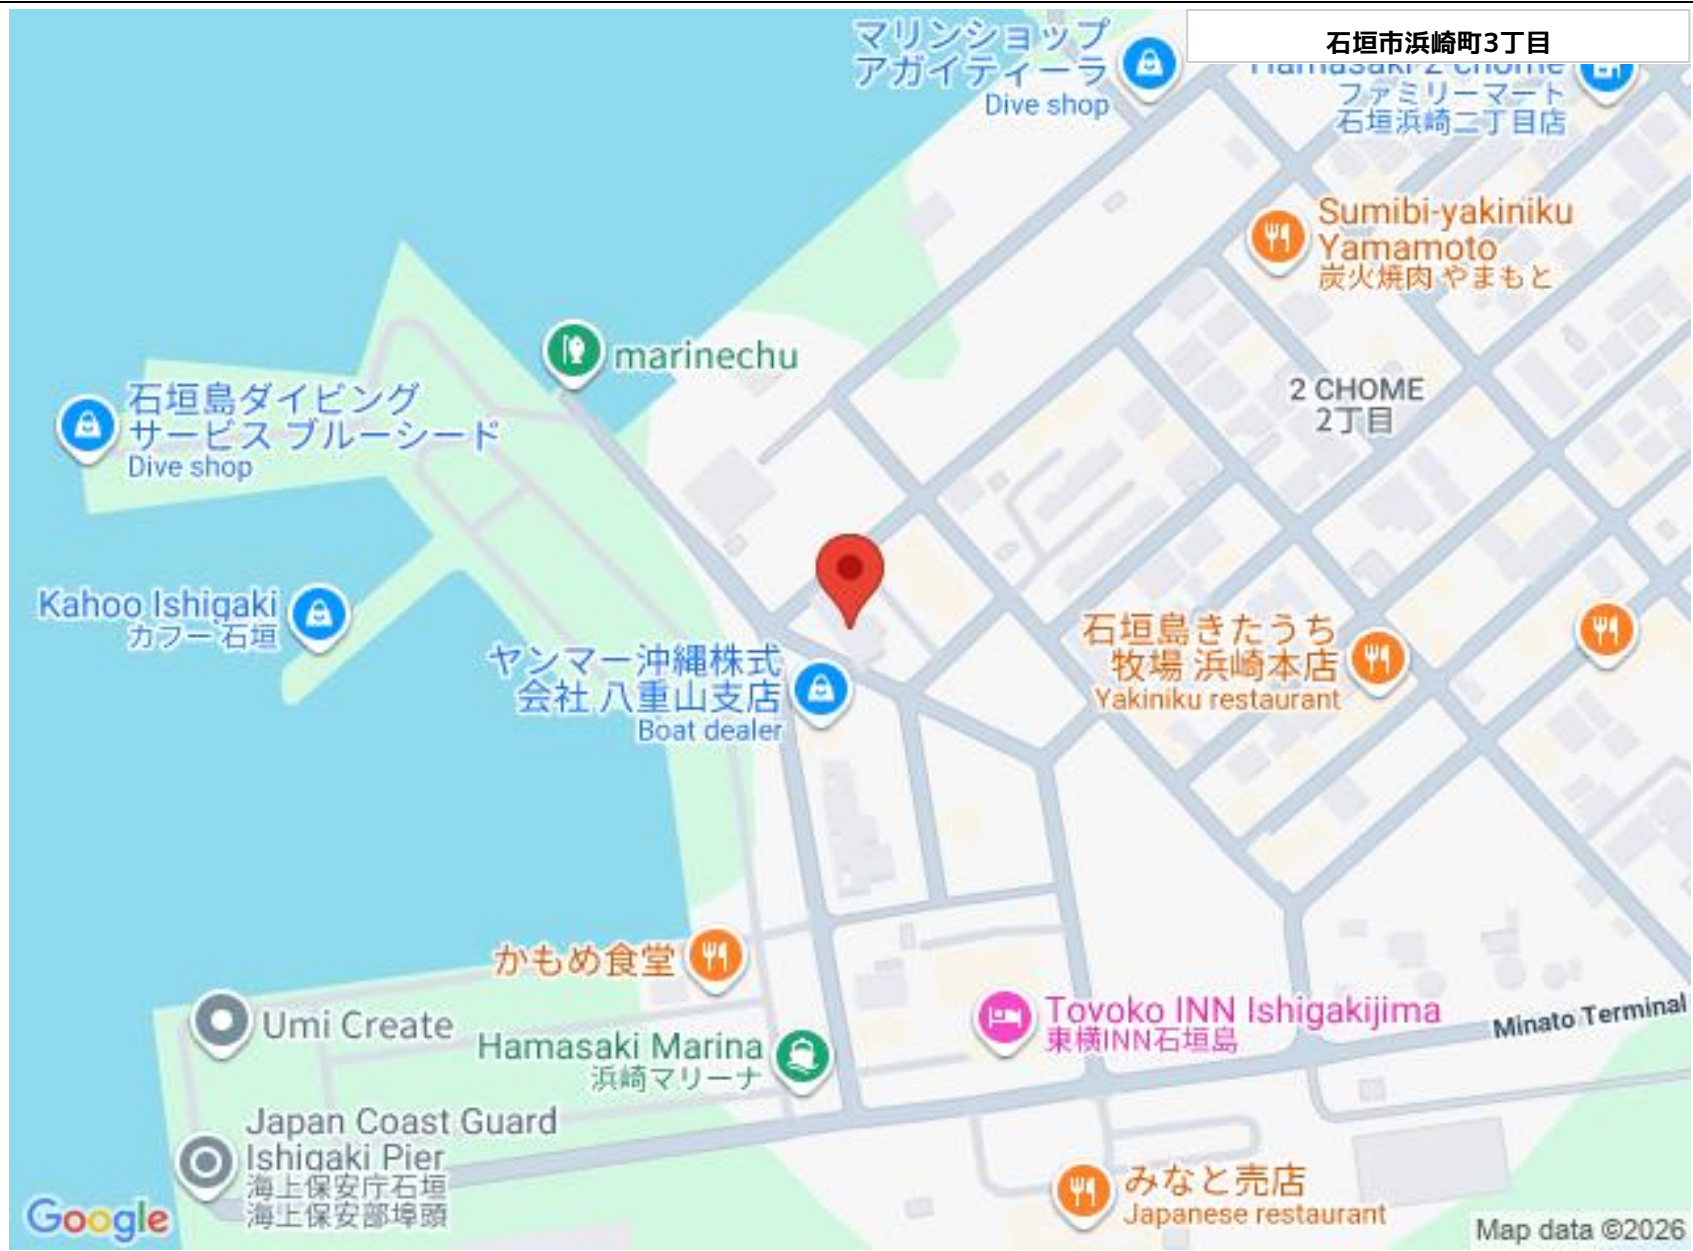 石垣市浜崎町3丁目
マリンショップ
アガイティーラ
Dive shop
Hamasaki 2-chome
ファミリーマート
石垣浜崎二丁目店
Sumibi-yakiniku
Yamamoto
炭火焼肉 やまもと
marinechu
2 CHOME
2丁目
石垣島ダイビング
サービス ブルーシード
Dive shop
Kahoo Ishigaki
カフー 石垣
ヤンマー沖縄株式
会社 八重山支店
Boat dealer
石垣島きたうち
牧場 浜崎本店
Yakiniku restaurant
かもめ食堂
Umi Create
Hamasaki Marina
浜崎マリーナ
Toyoko INN Ishigakijima
東横INN石垣島
Minato Terminal
Japan Coast Guard
Ishigaki Pier
海上保安庁石垣
海上保安部埠頭
みなと売店
Japanese restaurant
Google
Map data ©2026